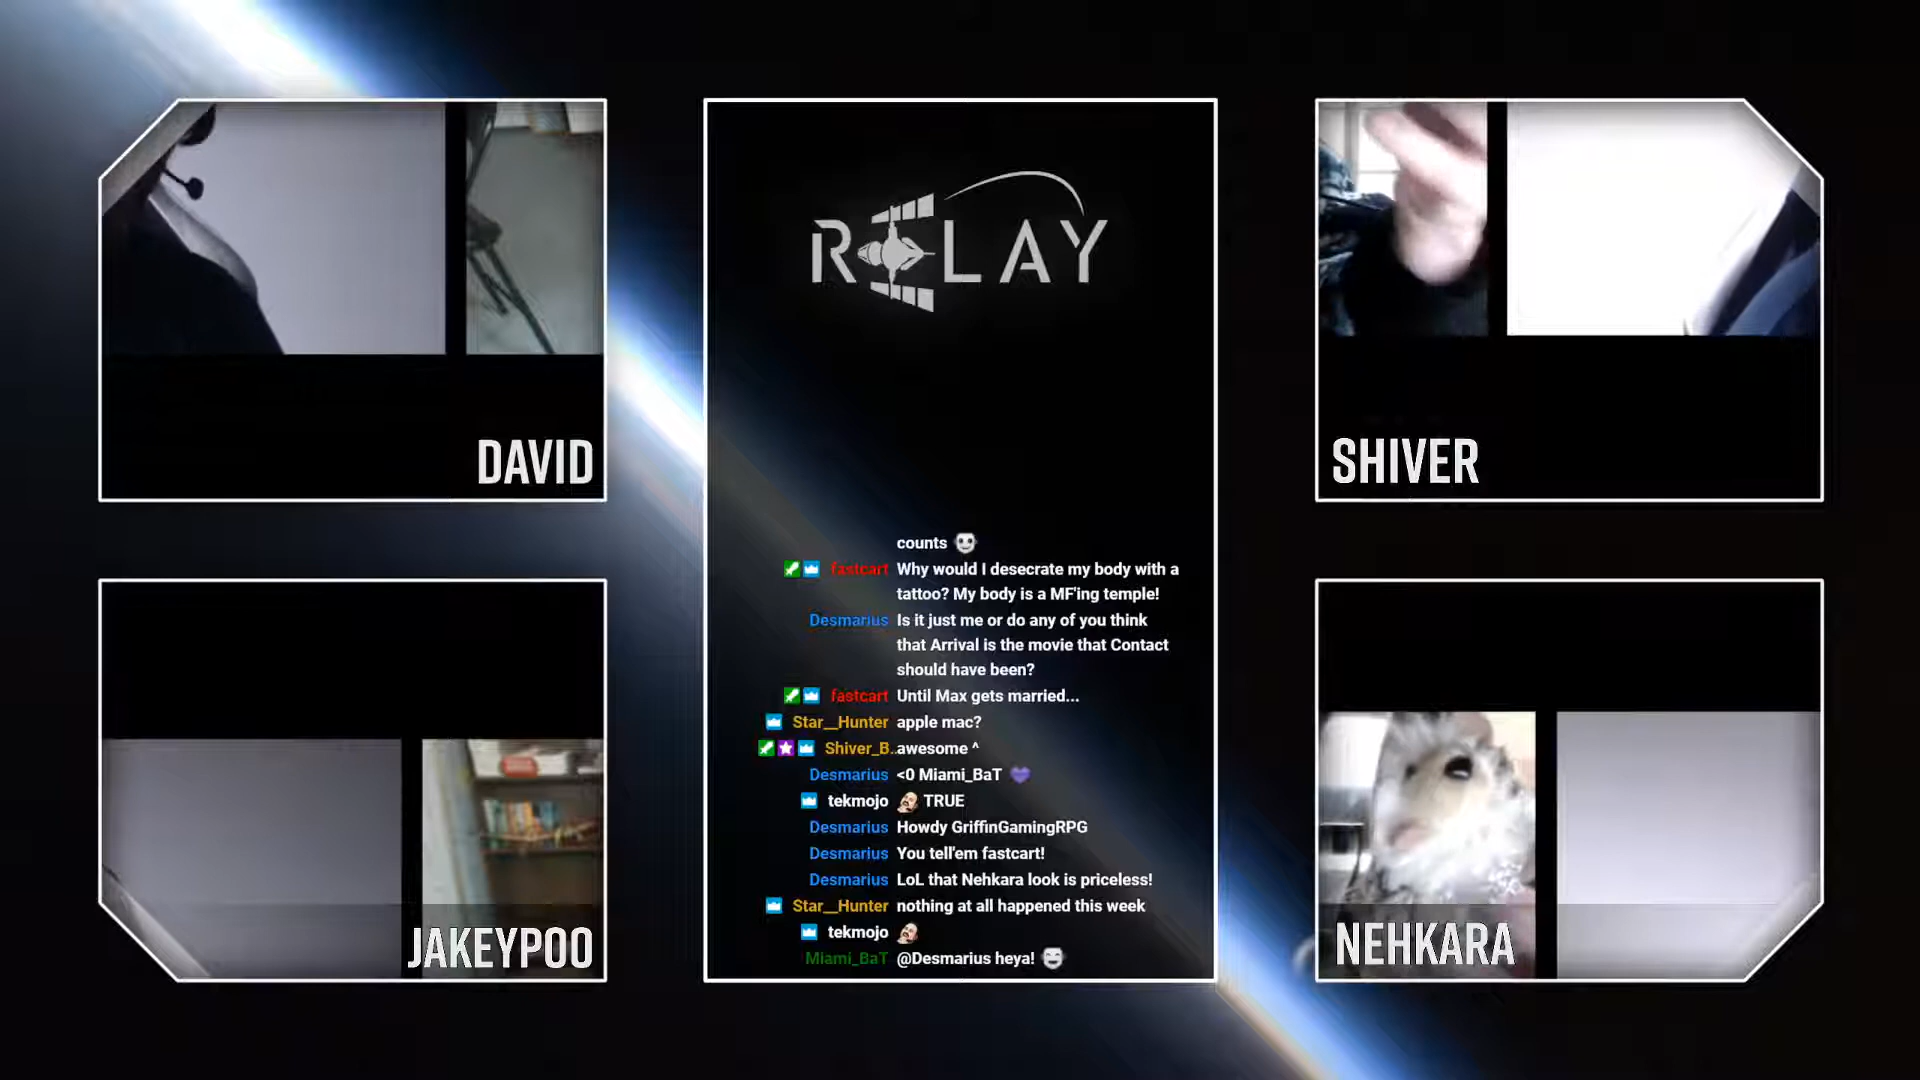 DAVID
RELAY
SHIVER
counts
fastcart Why would I desecrate my body with a
tattoo? My body is a MF'ing temple!
Desmarius Is it just me or do any of you think
that Arrival is the movie that Contact
should have been?
fastcart Until Max gets married...
Star__Hunter apple mac?
Shiver_B.. awesome ^
Desmarius <0 Miami_BaT
tekmojo TRUE
Desmarius Howdy GriffinGamingRPG
Desmarius You tell'em fastcart!
Desmarius LoL that Nehkara look is priceless!
Star__Hunter nothing at all happened this week
tekmojo
Miami_BaT @Desmarius heya!
JAKEYPOO
NEHKARA